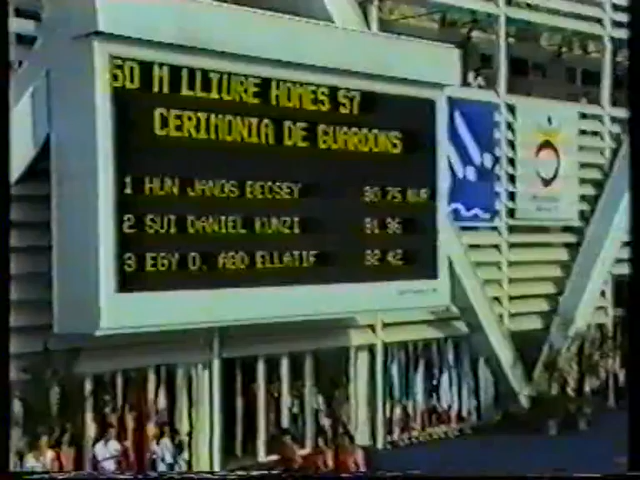 50 M LLIURE HOMES S7
CERIMONIA DE GUARDONS
1 HUN JANOS BECSEY 30 75 NUR
2 SUI DANIEL KUNZI 31 36
3 EGY D. ABD ELLATIF 32 42